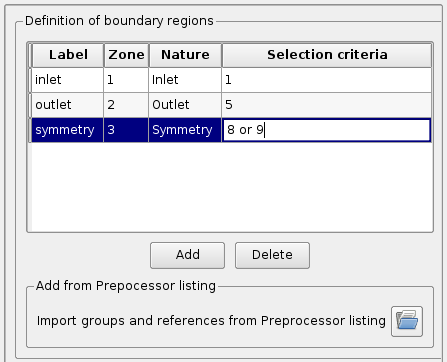 Definition of boundary regions
Label Zone Nature Selection criteria
inlet 1 Inlet 1
outlet 2 Outlet 5
symmetry 3 Symmetry 8 or 9
Add Delete
Add from Prepocessor listing
Import groups and references from Preprocessor listing